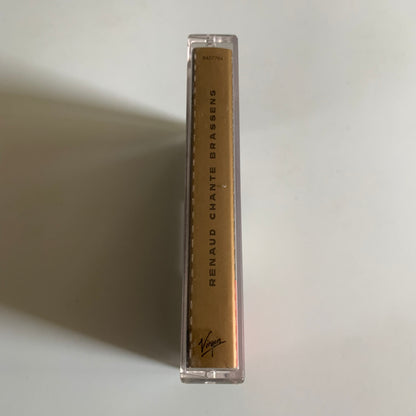 RENAUD CHANTE BRASSENS
Virgin